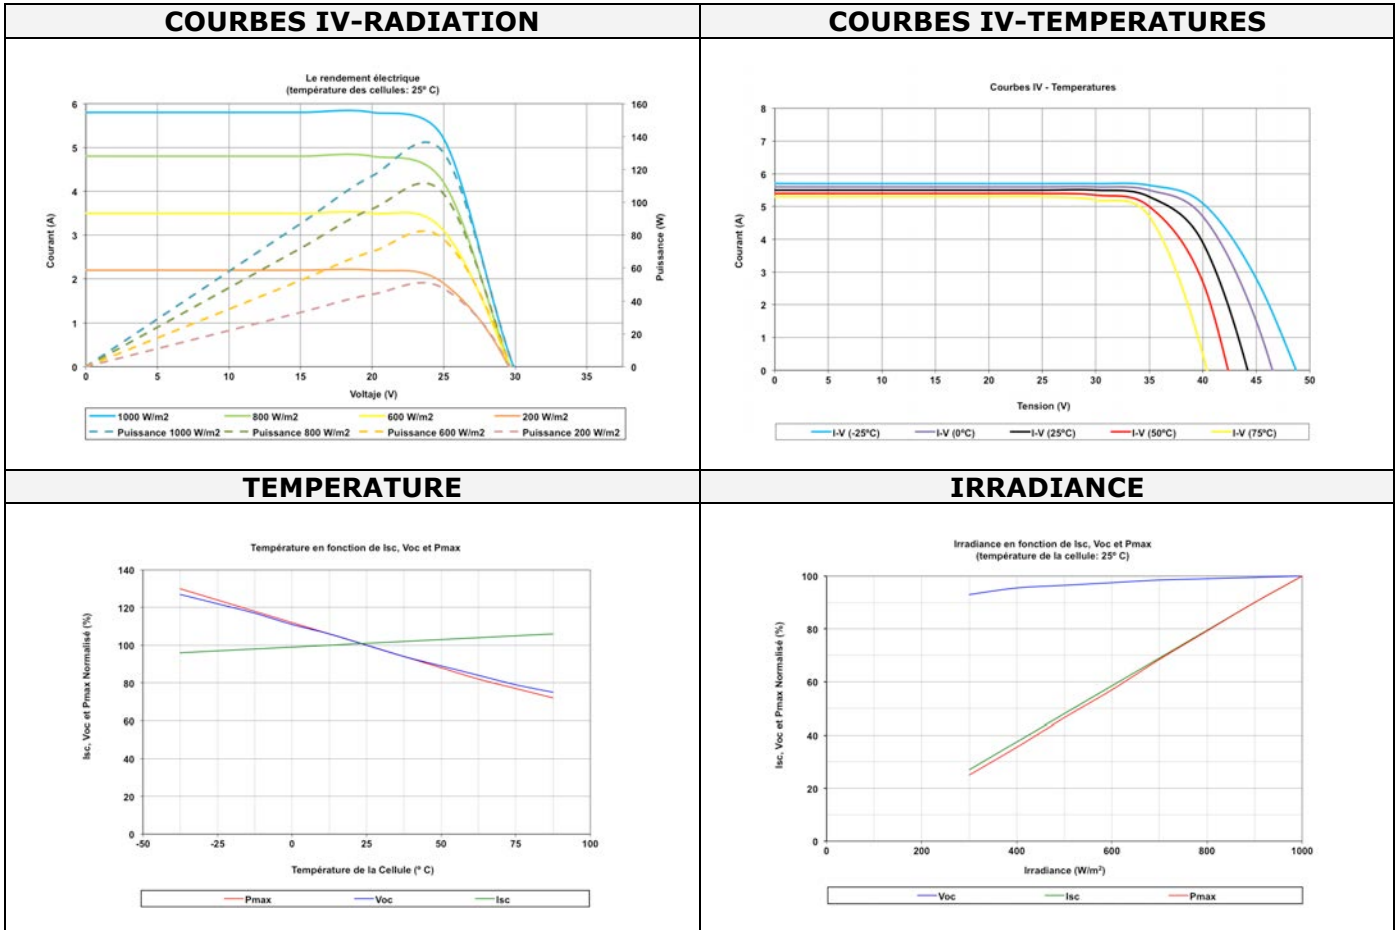 COURBES IV-RADIATION
Le rendement électrique
(température des cellules: 25º C)
6
5
4
3
2
1
0
Courant (A)
160
140
120
100
80
60
40
20
0
Puissance (W)
0 5 10 15 20 25 30 35
Voltaje (V)
1000 W/m2 800 W/m2 600 W/m2 200 W/m2
Puissance 1000 W/m2 Puissance 800 W/m2 Puissance 600 W/m2 Puissance 200 W/m2
COURBES IV-TEMPERATURES
Courbes IV - Temperatures
8
7
6
5
4
3
2
1
0
Courant (A)
0 5 10 15 20 25 30 35 40 45 50
Tension (V)
I-V (-25ºC) I-V (0ºC) I-V (25ºC) I-V (50ºC) I-V (75ºC)
TEMPERATURE
Température en fonction de Isc, Voc et Pmax
140
120
100
80
60
40
20
0
Isc, Voc et Pmax Normalisé (%)
-50 -25 0 25 50 75 100
Température de la Cellule (º C)
Pmax Voc Isc
IRRADIANCE
Irradiance en fonction de Isc, Voc et Pmax
(température de la cellule: 25º C)
100
80
60
40
20
0
Isc, Voc et Pmax Normalisé (%)
0 200 400 600 800 1000
Irradiance (W/m²)
Voc Isc Pmax